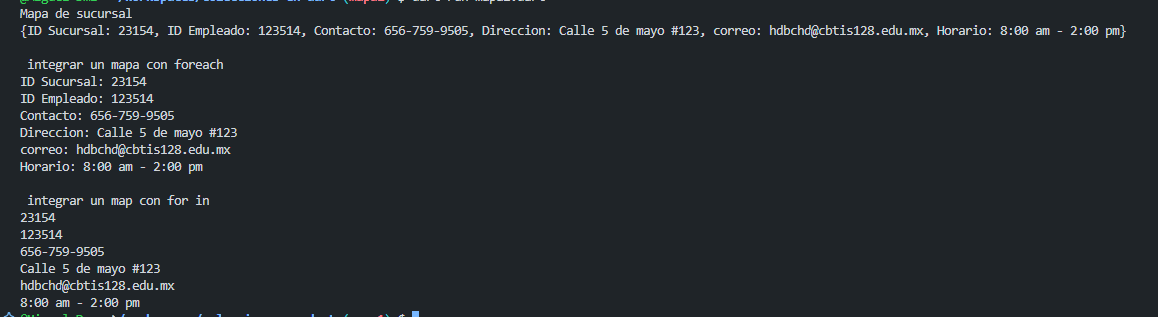 Mapa de sucursal
{ID Sucursal: 23154, ID Empleado: 123514, Contacto: 656-759-9505, Direccion: Calle 5 de mayo #123, correo: hdbchd@cbtis128.edu.mx, Horario: 8:00 am - 2:00 pm}
integrar un mapa con foreach
ID Sucursal: 23154
ID Empleado: 123514
Contacto: 656-759-9505
Direccion: Calle 5 de mayo #123
correo: hdbchd@cbtis128.edu.mx
Horario: 8:00 am - 2:00 pm
integrar un map con for in
23154
123514
656-759-9505
Calle 5 de mayo #123
hdbchd@cbtis128.edu.mx
8:00 am - 2:00 pm